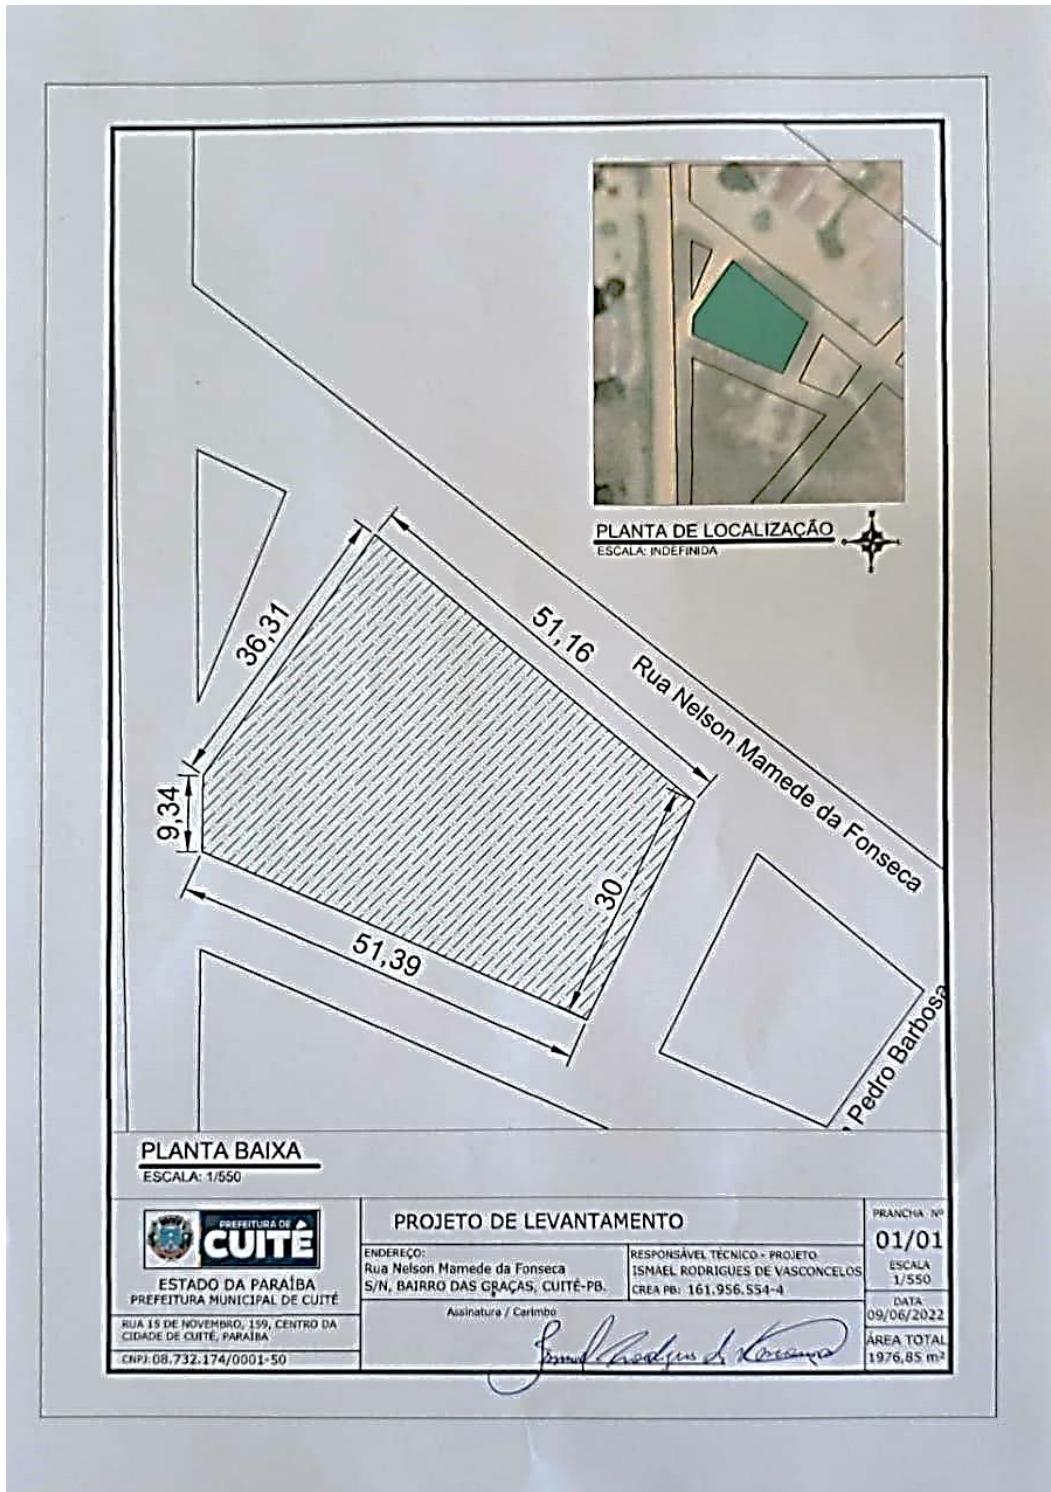 PLANTA DE LOCALIZAÇÃO
ESCALA: INDEFINIDA
36,31
51,16
Rua Nelson Mamede da Fonseca
9,34
30
51,39
Pedro Barbosa
PLANTA BAIXA
ESCALA: 1/550
PREFEITURA DE
CUITÉ
ESTADO DA PARAÍBA
PREFEITURA MUNICIPAL DE CUITÉ
RUA 15 DE NOVEMBRO, 159, CENTRO DA
CIDADE DE CUITÉ, PARAÍBA
CNPJ:08.732.174/0001-50
PROJETO DE LEVANTAMENTO
ENDEREÇO:
Rua Nelson Mamede da Fonseca
S/N, BAIRRO DAS GRAÇAS, CUITÉ-PB.
RESPONSÁVEL TÉCNICO - PROJETO
ISMAEL RODRIGUES DE VASCONCELOS
CREA PB: 161.956.554-4
Assinatura / Carimbo
PRANCHA Nº
01/01
ESCALA
1/550
DATA
09/06/2022
ÁREA TOTAL
1976,85 m²